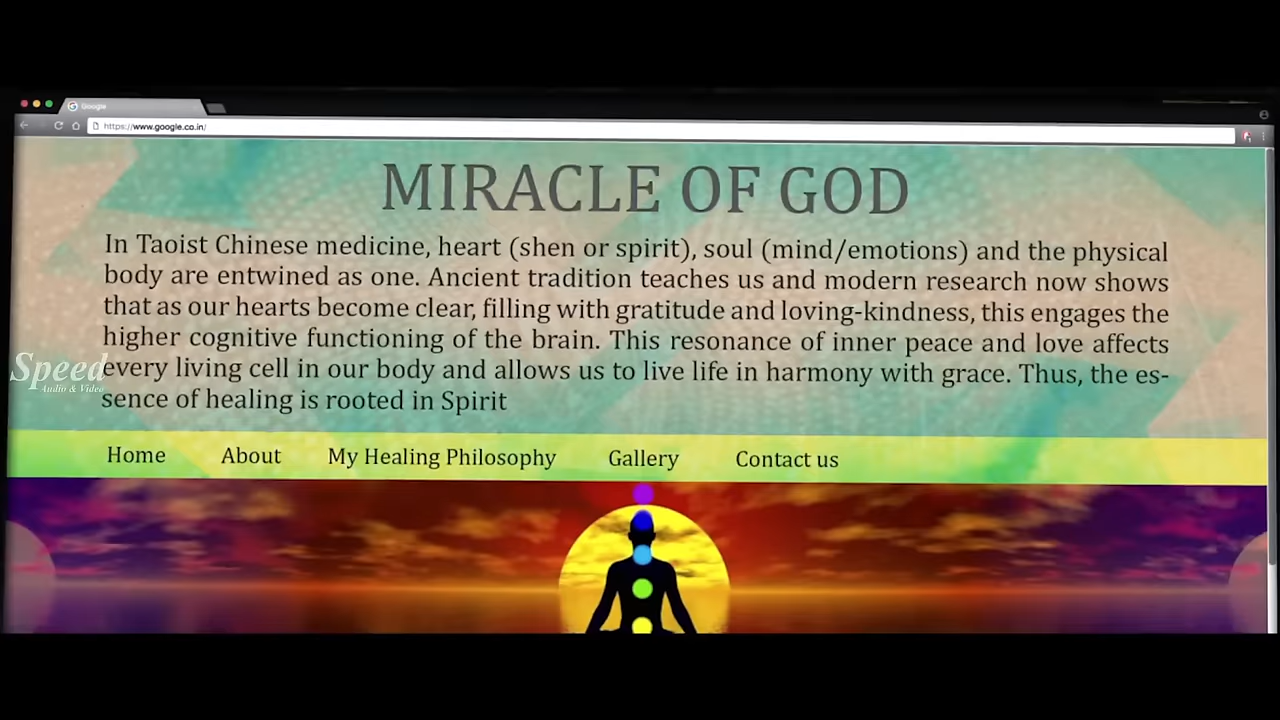 Google
https://www.google.co.in/
MIRACLE OF GOD
In Taoist Chinese medicine, heart (shen or spirit), soul (mind/emotions) and the physical
body are entwined as one. Ancient tradition teaches us and modern research now shows
that as our hearts become clear, filling with gratitude and loving-kindness, this engages the
higher cognitive functioning of the brain. This resonance of inner peace and love affects
every living cell in our body and allows us to live life in harmony with grace. Thus, the es-
sence of healing is rooted in Spirit
Speed
Audio & Video
Home About My Healing Philosophy Gallery Contact us